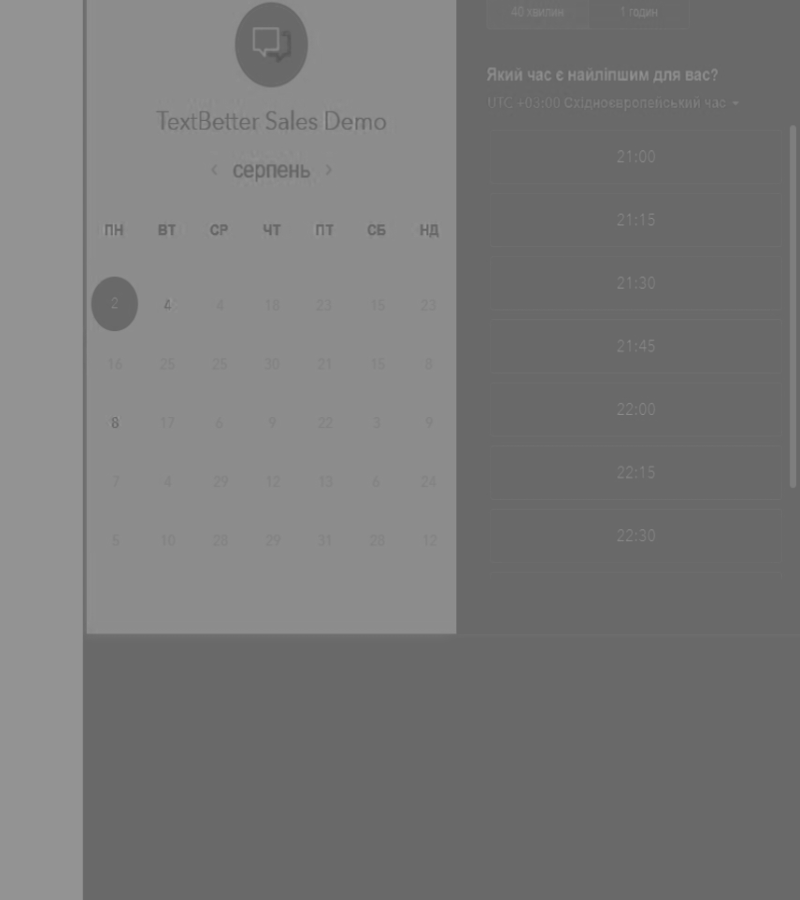 TextBetter Sales Demo
серпень
ПН ВТ СР ЧТ ПТ СБ НД
2 4 4 18 23 15 23
16 25 25 30 21 15 8
8 17 6 9 22 3 9
7 4 29 12 13 6 24
5 10 28 29 31 28 12
40 хвилин 1 годин
Який час є найліпшим для вас?
UTC +03:00 Східноєвропейський час
21:00
21:15
21:30
21:45
22:00
22:15
22:30